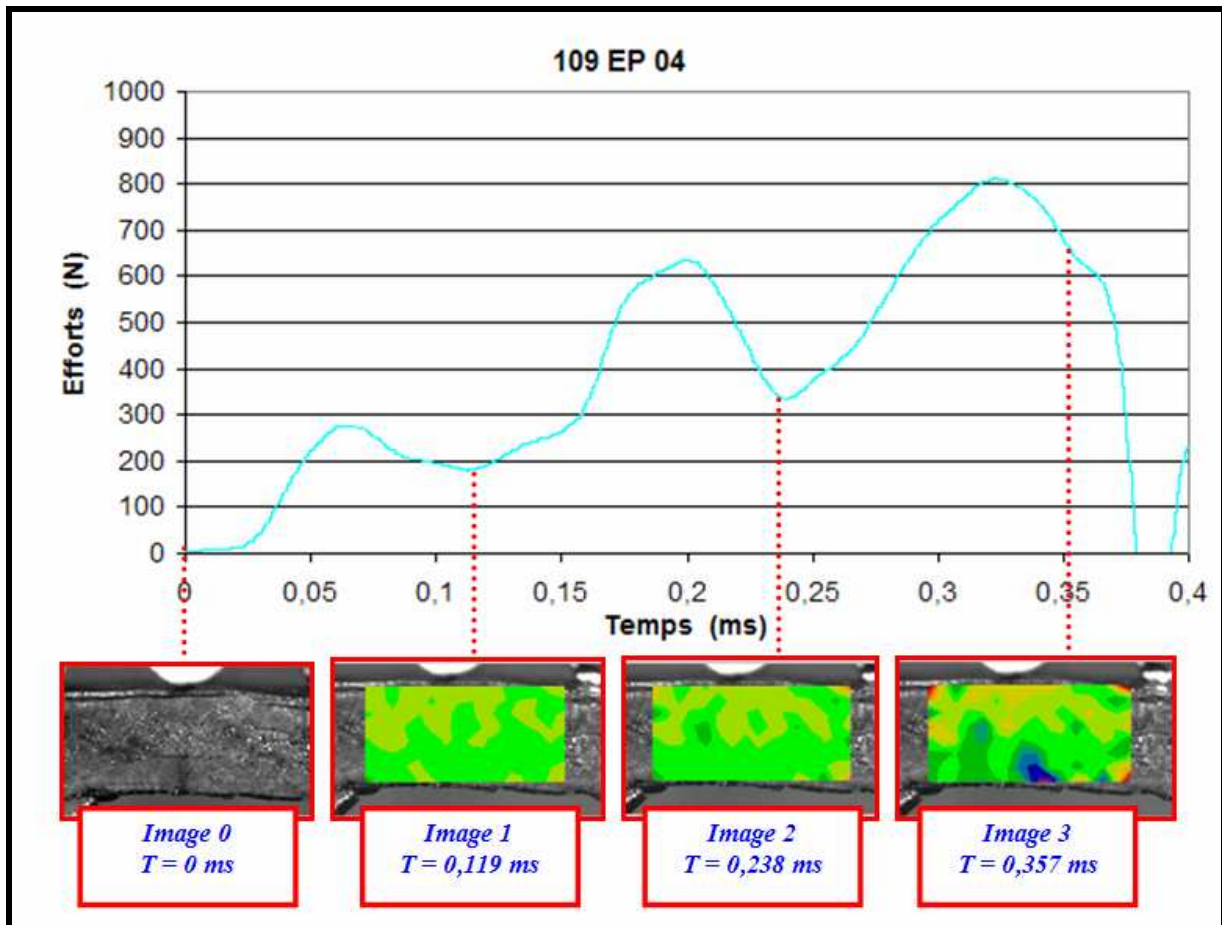 109 EP 04
1000
900
800
700
600
500
400
300
200
100
0
Efforts (N)
0 0,05 0,1 0,15 0,2 0,25 0,3 0,35 0,4
Temps (ms)
Image 0
T = 0 ms
Image 1
T = 0,119 ms
Image 2
T = 0,238 ms
Image 3
T = 0,357 ms